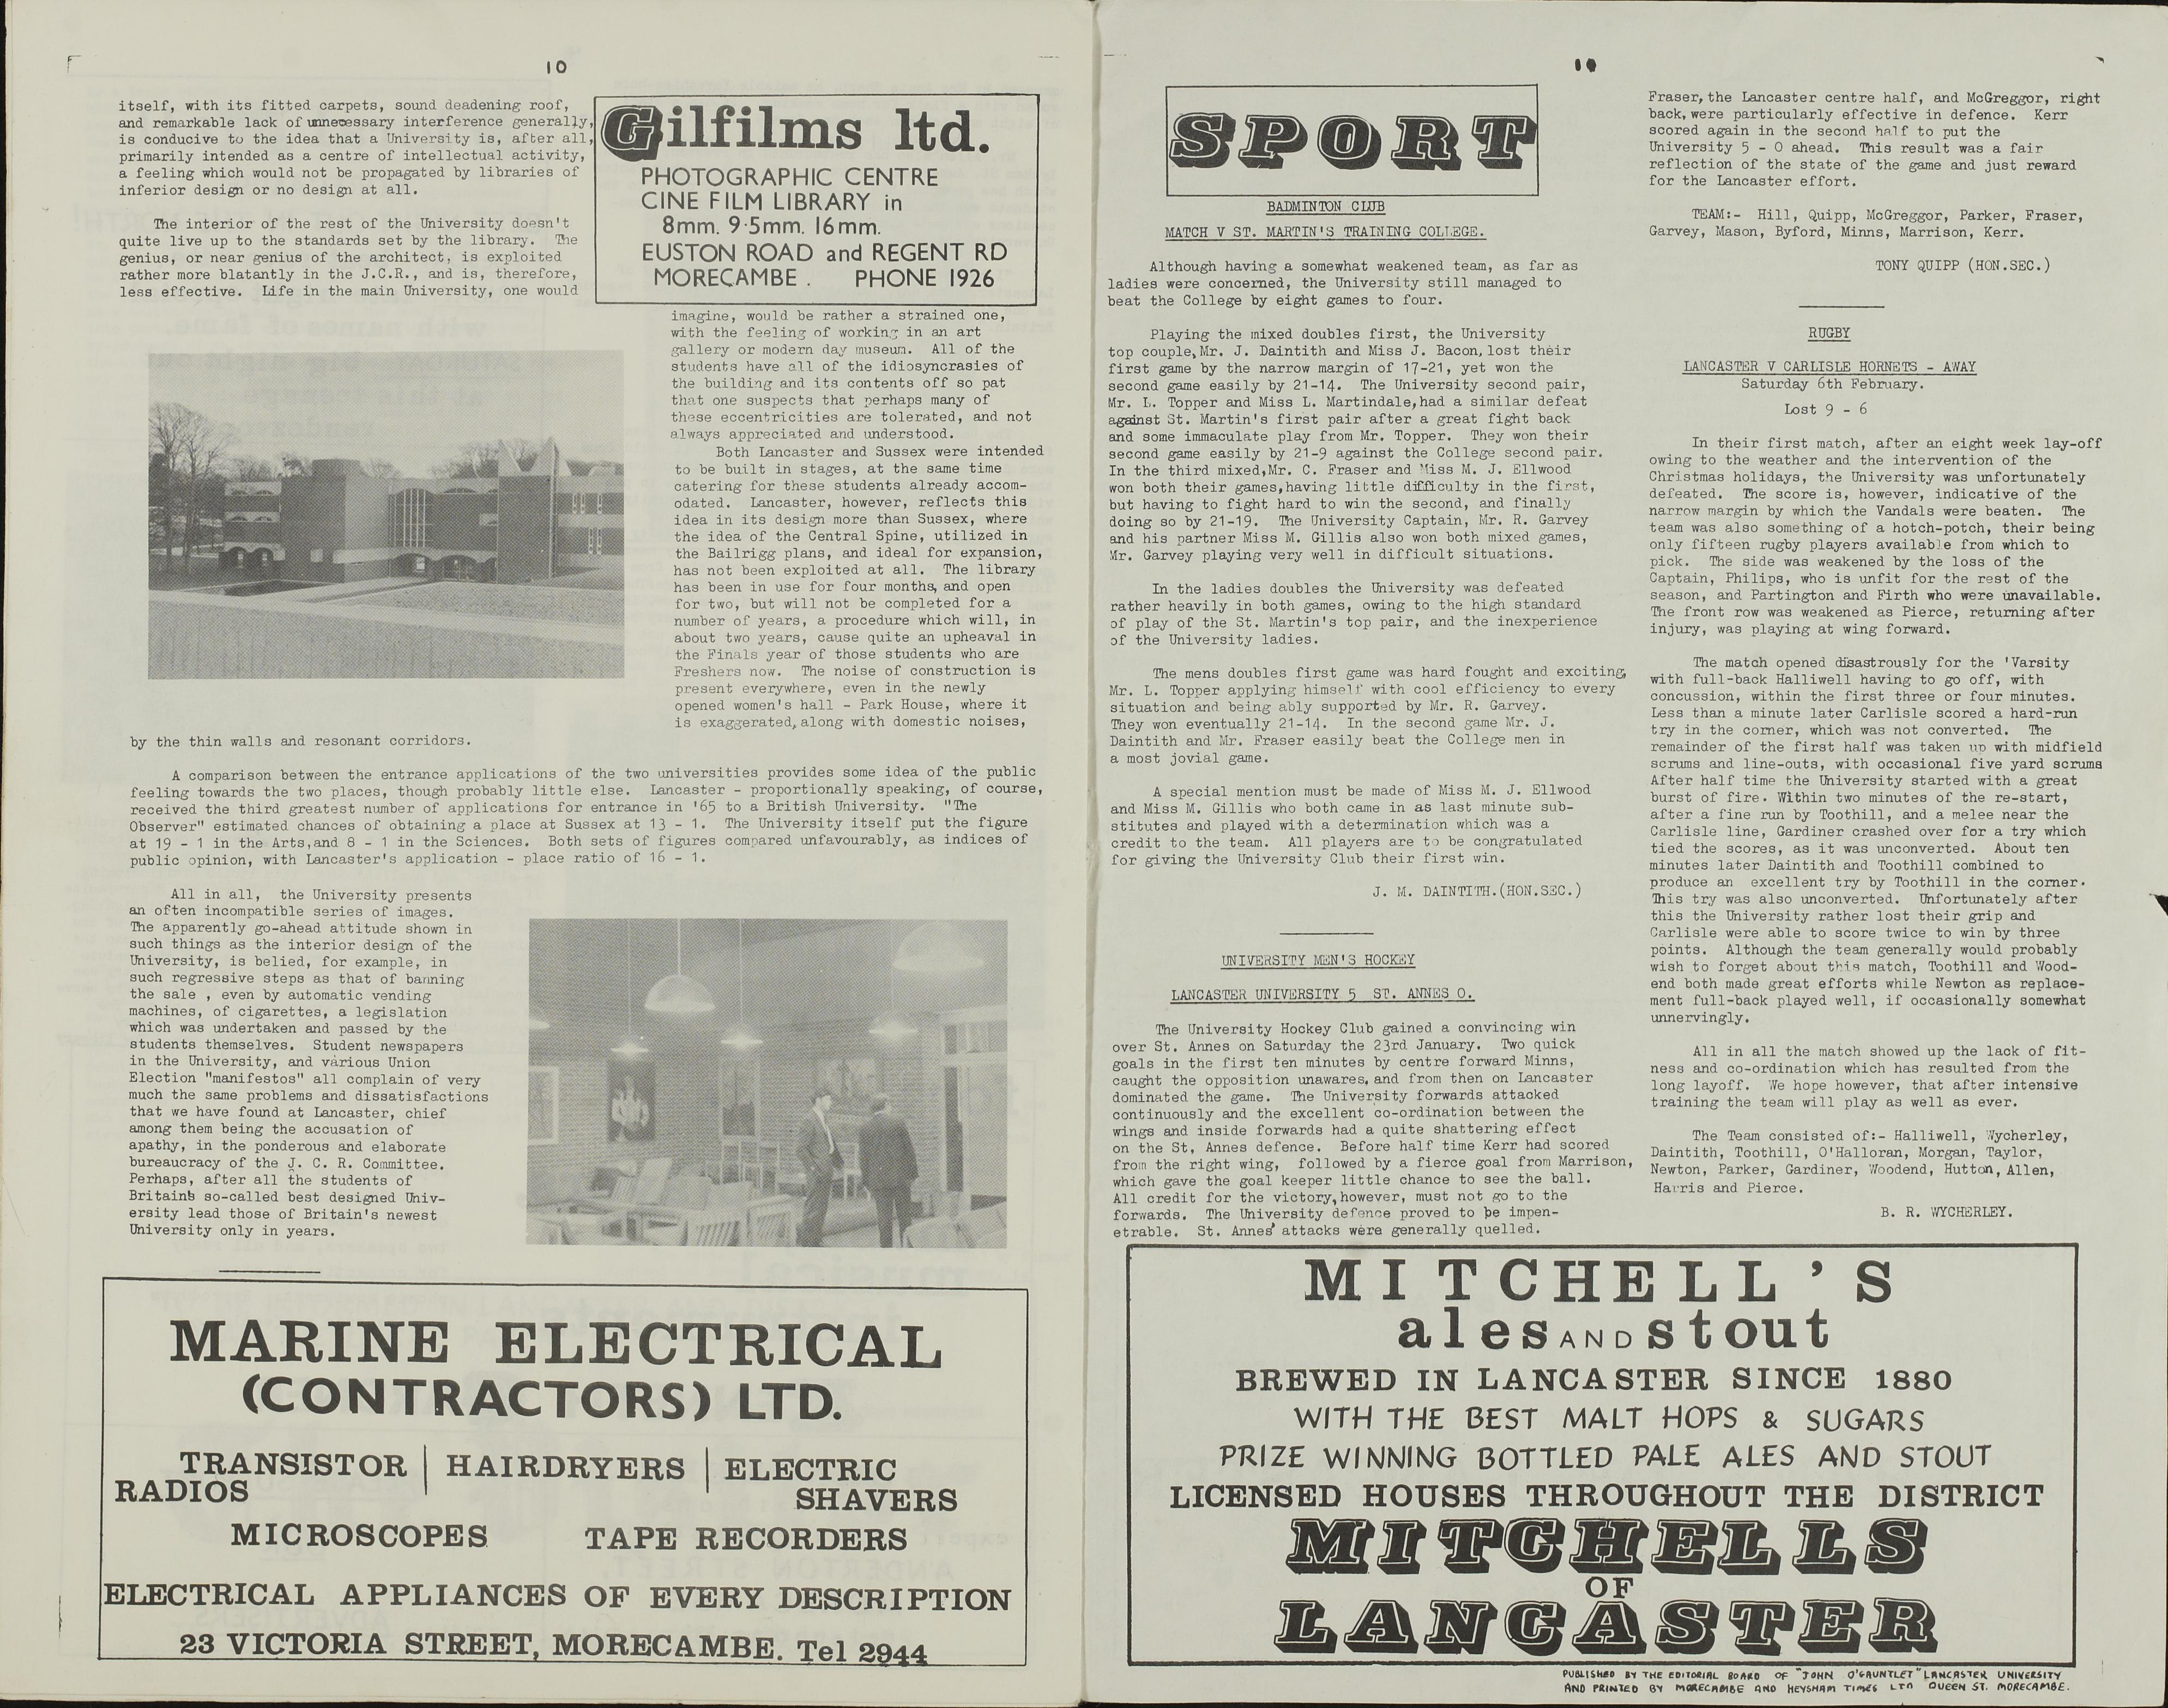 10
itself, with its fitted carpets, sound deadening roof,
and remarkable lack of unnecessary interference generally,
is conducive to the idea that a University is, after all,
primarily intended as a centre of intellectual activity,
a feeling which would not be propagated by libraries of
inferior design or no design at all.
The interior of the rest of the University doesn't
quite live up to the standards set by the library. The
genius, or near genius of the architect, is exploited
rather more blatantly in the J.C.R., and is, therefore,
less effective. Life in the main University, one would
Gilfilms ltd.
PHOTOGRAPHIC CENTRE
CINE FILM LIBRARY in
8mm. 9·5mm. 16mm.
EUSTON ROAD and REGENT RD
MORECAMBE. PHONE 1926
imagine, would be rather a strained one,
with the feeling of working in an art
gallery or modern day museum. All of the
students have all of the idiosyncrasies of
the building and its contents off so pat
that one suspects that perhaps many of
these eccentricities are tolerated, and not
always appreciated and understood.
Both Lancaster and Sussex were intended
to be built in stages, at the same time
catering for these students already accom-
odated. Lancaster, however, reflects this
idea in its design more than Sussex, where
the idea of the Central Spine, utilized in
the Bailrigg plans, and ideal for expansion,
has not been exploited at all. The library
has been in use for four months, and open
for two, but will not be completed for a
number of years, a procedure which will, in
about two years, cause quite an upheaval in
the Finals year of those students who are
Freshers now. The noise of construction is
present everywhere, even in the newly
opened women's hall - Park House, where it
is exaggerated, along with domestic noises,
by the thin walls and resonant corridors.
A comparison between the entrance applications of the two universities provides some idea of the public
feeling towards the two places, though probably little else. Lancaster - proportionally speaking, of course,
received the third greatest number of applications for entrance in '65 to a British University. "The
Observer" estimated chances of obtaining a place at Sussex at 13 - 1. The University itself put the figure
at 19 - 1 in the Arts,and 8 - 1 in the Sciences. Both sets of figures compared unfavourably, as indices of
public opinion, with Lancaster's application - place ratio of 16 - 1.
All in all, the University presents
an often incompatible series of images.
The apparently go-ahead attitude shown in
such things as the interior design of the
University, is belied, for example, in
such regressive steps as that of banning
the sale , even by automatic vending
machines, of cigarettes, a legislation
which was undertaken and passed by the
students themselves. Student newspapers
in the University, and various Union
Election "manifestos" all complain of very
much the same problems and dissatisfactions
that we have found at Lancaster, chief
among them being the accusation of
apathy, in the ponderous and elaborate
bureaucracy of the J. C. R. Committee.
Perhaps, after all the students of
Britain's so-called best designed Univ-
ersity lead those of Britain's newest
University only in years.
MARINE ELECTRICAL
(CONTRACTORS) LTD.
TRANSISTOR RADIOS | HAIRDRYERS | ELECTRIC SHAVERS
MICROSCOPES TAPE RECORDERS
ELECTRICAL APPLIANCES OF EVERY DESCRIPTION
23 VICTORIA STREET, MORECAMBE. Tel 2944
SPORT
BADMINTON CLUB
MATCH V ST. MARTIN'S TRAINING COLLEGE.
Although having a somewhat weakened team, as far as
ladies were concerned, the University still managed to
beat the College by eight games to four.
Playing the mixed doubles first, the University
top couple, Mr. J. Daintith and Miss J. Bacon, lost their
first game by the narrow margin of 17-21, yet won the
second game easily by 21-14. The University second pair,
Mr. L. Topper and Miss L. Martindale, had a similar defeat
against St. Martin's first pair after a great fight back
and some immaculate play from Mr. Topper. They won their
second game easily by 21-9 against the College second pair.
In the third mixed, Mr. C. Fraser and Miss M. J. Ellwood
won both their games, having little difficulty in the first,
but having to fight hard to win the second, and finally
doing so by 21-19. The University Captain, Mr. R. Garvey
and his partner Miss M. Gillis also won both mixed games,
Mr. Garvey playing very well in difficult situations.
In the ladies doubles the University was defeated
rather heavily in both games, owing to the high standard
of play of the St. Martin's top pair, and the inexperience
of the University ladies.
The mens doubles first game was hard fought and exciting,
Mr. L. Topper applying himself with cool efficiency to every
situation and being ably supported by Mr. R. Garvey.
They won eventually 21-14. In the second game Mr. J.
Daintith and Mr. Fraser easily beat the College men in
a most jovial game.
A special mention must be made of Miss M. J. Ellwood
and Miss M. Gillis who both came in as last minute sub-
stitutes and played with a determination which was a
credit to the team. All players are to be congratulated
for giving the University Club their first win.
J. M. DAINTITH.(HON.SEC.)
UNIVERSITY MEN'S HOCKEY
LANCASTER UNIVERSITY 5 ST. ANNES 0.
The University Hockey Club gained a convincing win
over St. Annes on Saturday the 23rd January. Two quick
goals in the first ten minutes by centre forward Minns,
caught the opposition unawares, and from then on Lancaster
dominated the game. The University forwards attacked
continuously and the excellent co-ordination between the
wings and inside forwards had a quite shattering effect
on the St, Annes defence. Before half time Kerr had scored
from the right wing, followed by a fierce goal from Marrison,
which gave the goal keeper little chance to see the ball.
All credit for the victory, however, must not go to the
forwards. The University defence proved to be impen-
etrable. St. Annes' attacks were generally quelled.
Fraser, the Lancaster centre half, and McGreggor, right
back, were particularly effective in defence. Kerr
scored again in the second half to put the
University 5 - 0 ahead. This result was a fair
reflection of the state of the game and just reward
for the Lancaster effort.
TEAM:- Hill, Quipp, McGreggor, Parker, Fraser,
Garvey, Mason, Byford, Minns, Marrison, Kerr.
TONY QUIPP (HON.SEC.)
RUGBY
LANCASTER V CARLISLE HORNETS - AWAY
Saturday 6th February.
Lost 9 - 6
In their first match, after an eight week lay-off
owing to the weather and the intervention of the
Christmas holidays, the University was unfortunately
defeated. The score is, however, indicative of the
narrow margin by which the Vandals were beaten. The
team was also something of a hotch-potch, their being
only fifteen rugby players available from which to
pick. The side was weakened by the loss of the
Captain, Philips, who is unfit for the rest of the
season, and Partington and Firth who were unavailable.
The front row was weakened as Pierce, returning after
injury, was playing at wing forward.
The match opened disastrously for the 'Varsity
with full-back Halliwell having to go off, with
concussion, within the first three or four minutes.
Less than a minute later Carlisle scored a hard-run
try in the corner, which was not converted. The
remainder of the first half was taken up with midfield
scrums and line-outs, with occasional five yard scrums
After half time the University started with a great
burst of fire. Within two minutes of the re-start,
after a fine run by Toothill, and a melee near the
Carlisle line, Gardiner crashed over for a try which
tied the scores, as it was unconverted. About ten
minutes later Daintith and Toothill combined to
produce an excellent try by Toothill in the corner.
This try was also unconverted. Unfortunately after
this the University rather lost their grip and
Carlisle were able to score twice to win by three
points. Although the team generally would probably
wish to forget about this match, Toothill and Wood-
end both made great efforts while Newton as replace-
ment full-back played well, if occasionally somewhat
unnervingly.
All in all the match showed up the lack of fit-
ness and co-ordination which has resulted from the
long layoff. We hope however, that after intensive
training the team will play as well as ever.
The Team consisted of:- Halliwell, Wycherley,
Daintith, Toothill, O'Halloran, Morgan, Taylor,
Newton, Parker, Gardiner, Woodend, Hutton, Allen,
Harris and Pierce.
B. R. WYCHERLEY.
MITCHELL'S
ales AND stout
BREWED IN LANCASTER SINCE 1880
WITH THE BEST MALT HOPS & SUGARS
PRIZE WINNING BOTTLED PALE ALES AND STOUT
LICENSED HOUSES THROUGHOUT THE DISTRICT
MITCHELLS
OF
LANCASTER
PUBLISHED BY THE EDITORIAL BOARD OF "JOHN O'GAUNTLET" LANCASTER UNIVERSITY
AND PRINTED BY MORECAMBE AND HEYSHAM TIMES LTD QUEEN ST. MORECAMBE.